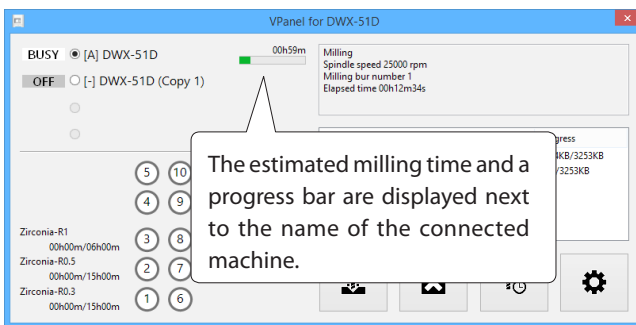 VPanel for DWX-51D
BUSY [A] DWX-51D 00h59m
OFF [-] DWX-51D (Copy 1)
Milling
Spindle speed 25000 rpm
Milling bur number 1
Elapsed time 00h12m34s
The estimated milling time and a
progress bar are displayed next
to the name of the connected
machine.
gress
KB/3253KB
/3253KB
5 10
4 9
Zirconia-R1
00h00m/06h00m
3 8
Zirconia-R0.5
00h00m/15h00m
2 7
Zirconia-R0.3
00h00m/15h00m
1 6